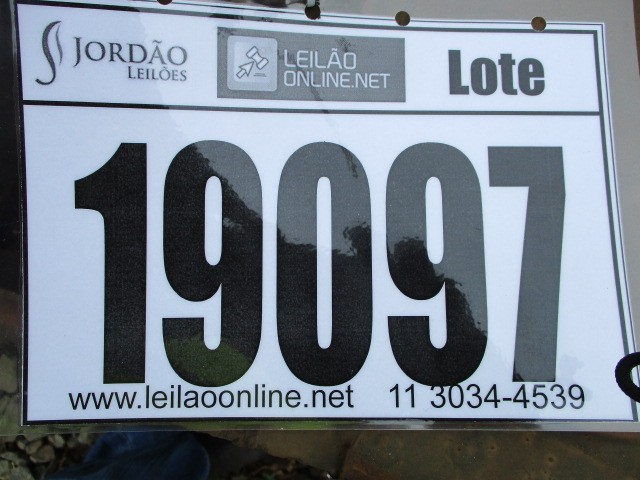 JORDÃO
LEILÕES
LEILÃO
ONLINE.NET
Lote
19097
www.leilaoonline.net 11 3034-4539